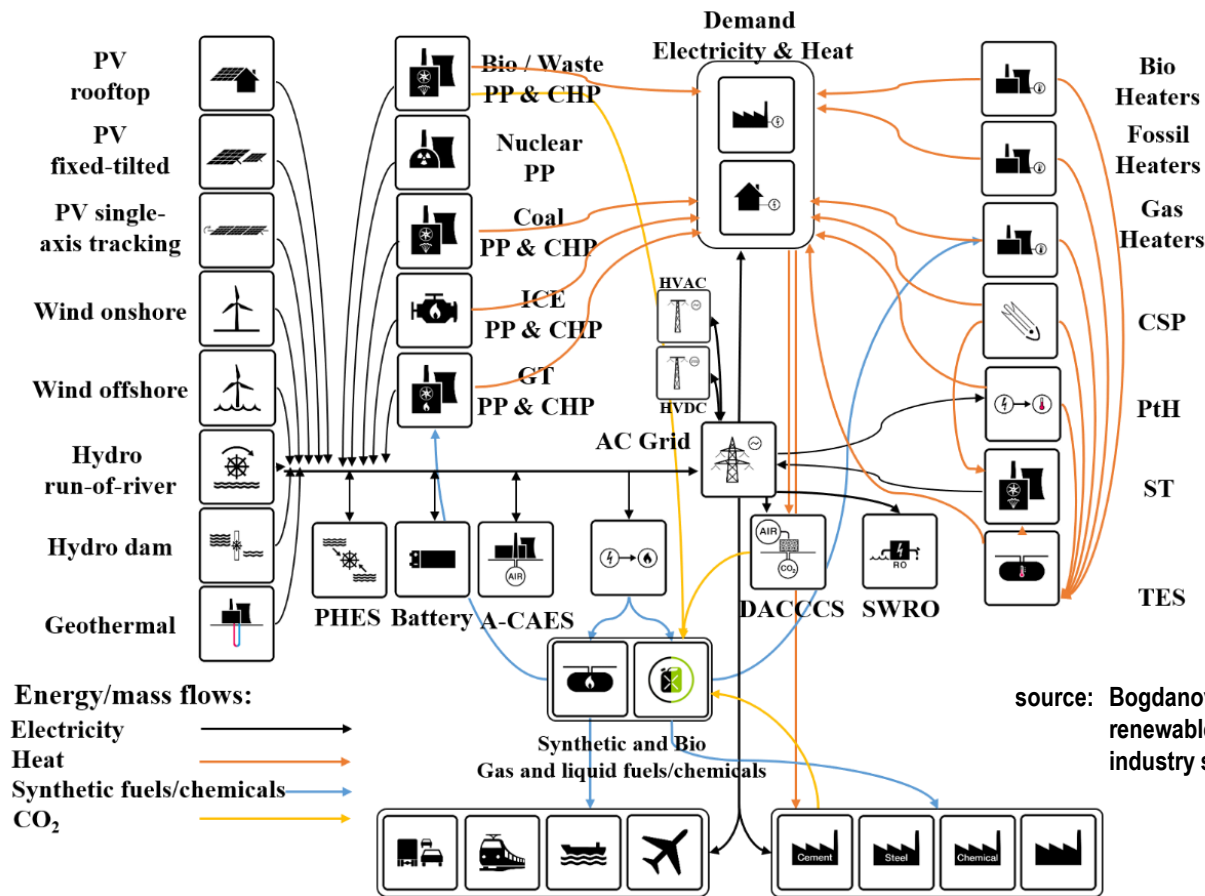 PV
rooftop
PV
fixed-tilted
PV single-
axis tracking
Wind onshore
Wind offshore
Hydro
run-of-river
Hydro dam
Geothermal
Bio / Waste
PP & CHP
Nuclear
PP
Coal
PP & CHP
ICE
PP & CHP
GT
PP & CHP
Demand
Electricity & Heat
HVAC
HVDC
AC Grid
Bio
Heaters
Fossil
Heaters
Gas
Heaters
CSP
PtH
ST
TES
PHES
Battery
AIR
A-CAES
AIR
CO₂
DACCCS
RO
SWRO
Synthetic and Bio
Gas and liquid fuels/chemicals
Energy/mass flows:
Electricity
Heat
Synthetic fuels/chemicals
CO₂
Cement
Steel
Chemical
source:
renewable
industry s